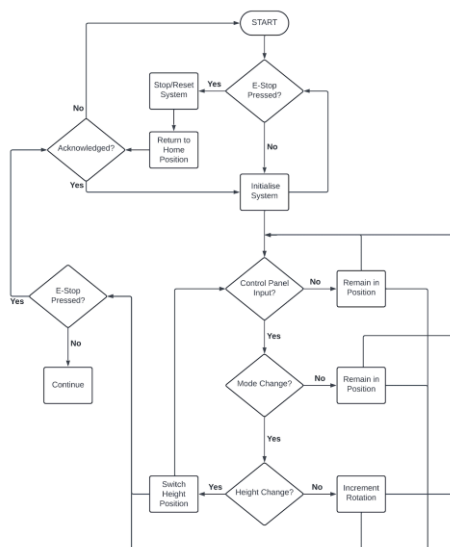 START
E-Stop
Pressed?
Yes
Stop/Reset
System
No
No
Return to
Home
Position
Acknowledged?
Yes
Initialise
System
Control Panel
Input?
No
Remain in
Position
E-Stop
Pressed?
Yes
Yes
No
Continue
Mode Change?
No
Remain in
Position
Yes
Switch
Height
Position
Yes
Height Change?
No
Increment
Rotation